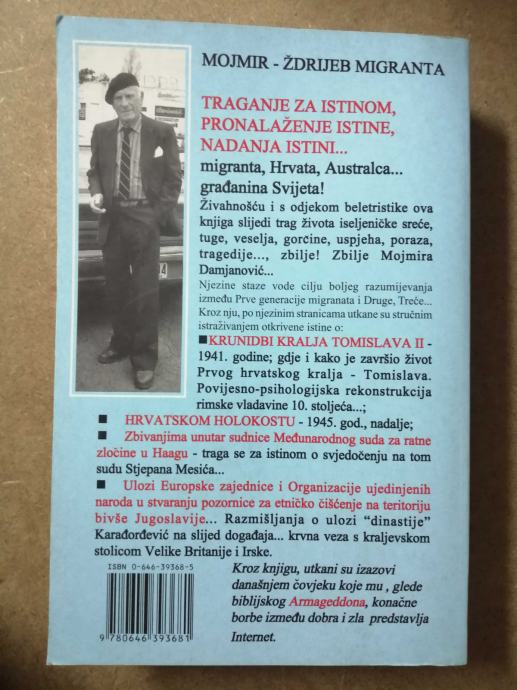 MOJMIR - ŽDRIJEB MIGRANTA
TRAGANJE ZA ISTINOM,
PRONALAŽENJE ISTINE,
NADANJA ISTINI...
migranta, Hrvata, Australca...
građanina Svijeta!
Živahnošću i s odjekom beletristike ova
knjiga slijedi trag života iseljeničke sreće,
tuge, veselja, gorčine, uspjeha, poraza,
tragedije..., zbilje! Zbilje Mojmira
Damjanović...
Njezine staze vode cilju boljeg razumijevanja
između Prve generacije migranata i Druge, Treće...
Kroz nju, po njezinim stranicama utkane su stručnim
istraživanjem otkrivene istine o:
■KRUNIDBI KRALJA TOMISLAVA II -
1941. godine; gdje i kako je završio život
Prvog hrvatskog kralja - Tomislava.
Povijesno-psihologijska rekonstrukcija
rimske vladavine 10. stoljeća...;
■ HRVATSKOM HOLOKOSTU - 1945. god., nadalje;
■ Zbivanjima unutar sudnice Međunarodnog suda za ratne
zločine u Haagu - traga se za istinom o svjedočenju na tom
sudu Stjepana Mesića...
■ Ulozi Europske zajednice i Organizacije ujedinjenih
naroda u stvaranju pozornice za etničko čišćenje na teritoriju
bivše Jugoslavije... Razmišljanja o ulozi "dinastije"
Karađorđević na slijed događaja... krvna veza s kraljevskom
stolicom Velike Britanije i Irske.
ISBN 0-646-39368-5
9 780646 393681
Kroz knjigu, utkani su izazovi
današnjem čovjeku koje mu , glede
biblijskog Armageddona, konačne
borbe između dobra i zla predstavlja
Internet.